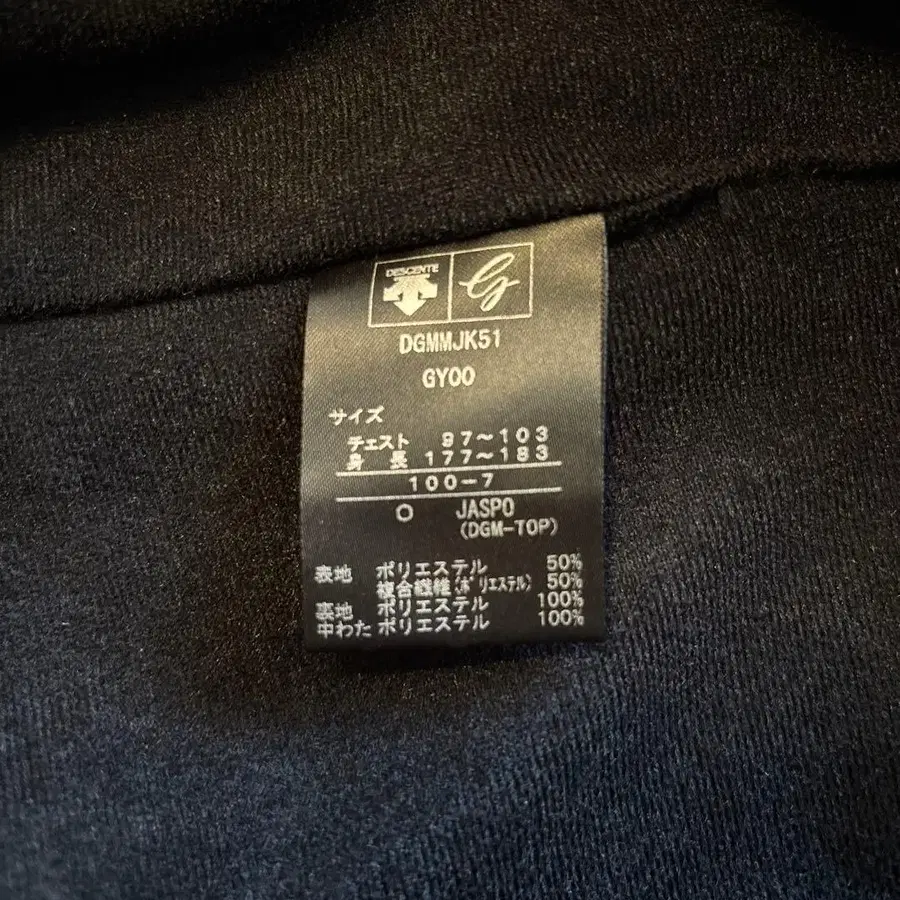 DESCENTE
G
DGMMJK51
GY00
サイズ
チェスト 97～103
身長 177～183
100-7
O JASPO
(DGM-TOP)
表地 ポリエステル 50%
複合繊維(ポリエステル) 50%
裏地 ポリエステル 100%
中わた ポリエステル 100%